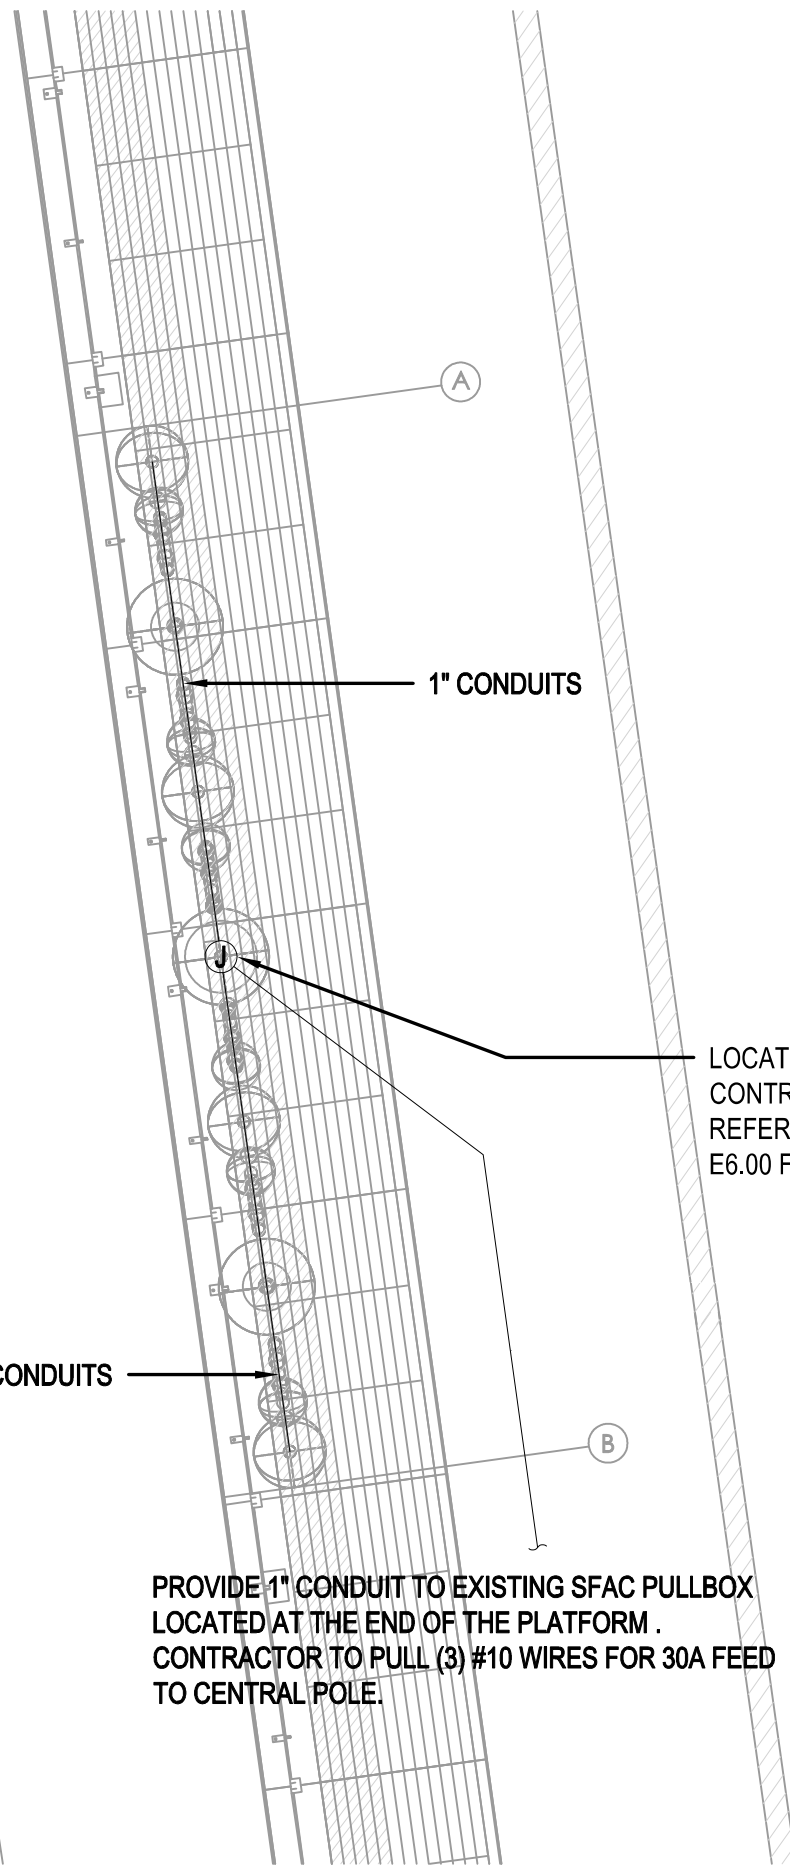 A
1" CONDUITS
J
LOCAT
CONTR
REFER
E6.00 F
CONDUITS
B
PROVIDE 1" CONDUIT TO EXISTING SFAC PULLBOX
LOCATED AT THE END OF THE PLATFORM .
CONTRACTOR TO PULL (3) #10 WIRES FOR 30A FEED
TO CENTRAL POLE.